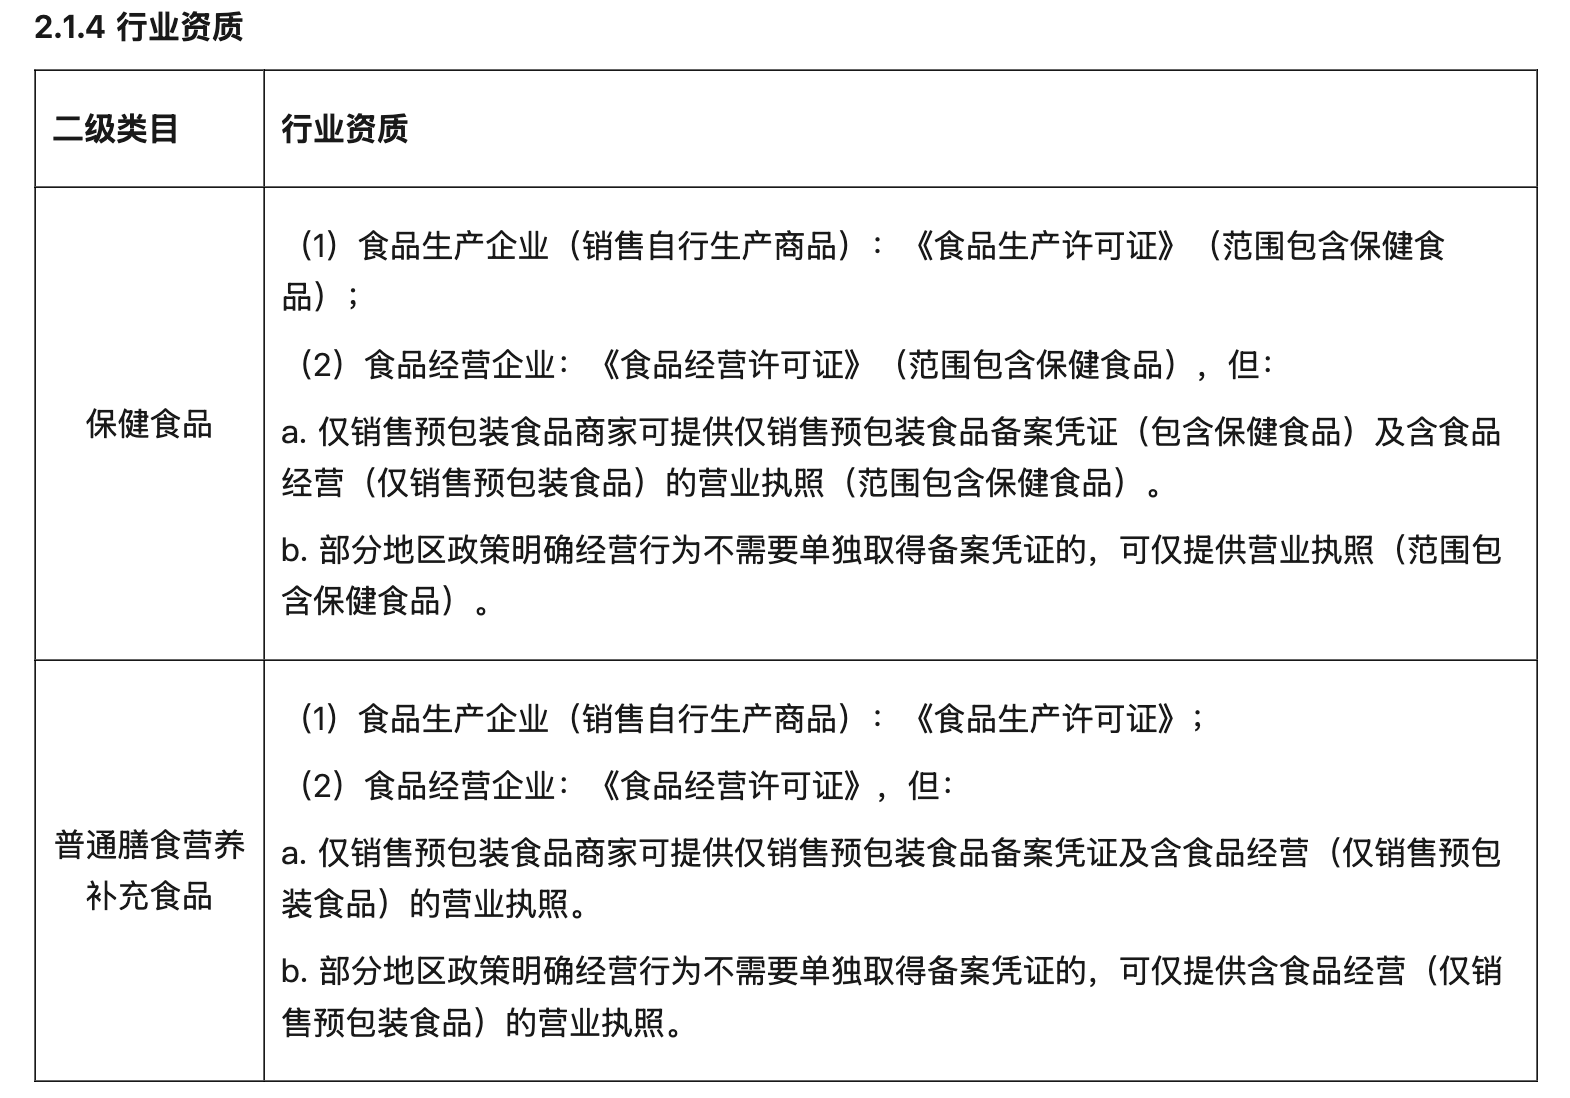 2.1.4 行业资质
二级类目
行业资质
保健食品
（1）食品生产企业（销售自行生产商品）：《食品生产许可证》（范围包含保健食
品）；
（2）食品经营企业：《食品经营许可证》（范围包含保健食品），但：
a. 仅销售预包装食品商家可提供仅销售预包装食品备案凭证（包含保健食品）及含食品
经营（仅销售预包装食品）的营业执照（范围包含保健食品）。
b. 部分地区政策明确经营行为不需要单独取得备案凭证的，可仅提供营业执照（范围包
含保健食品）。
普通膳食营养
补充食品
（1）食品生产企业（销售自行生产商品）：《食品生产许可证》；
（2）食品经营企业：《食品经营许可证》，但：
a. 仅销售预包装食品商家可提供仅销售预包装食品备案凭证及含食品经营（仅销售预包
装食品）的营业执照。
b. 部分地区政策明确经营行为不需要单独取得备案凭证的，可仅提供含食品经营（仅销
售预包装食品）的营业执照。